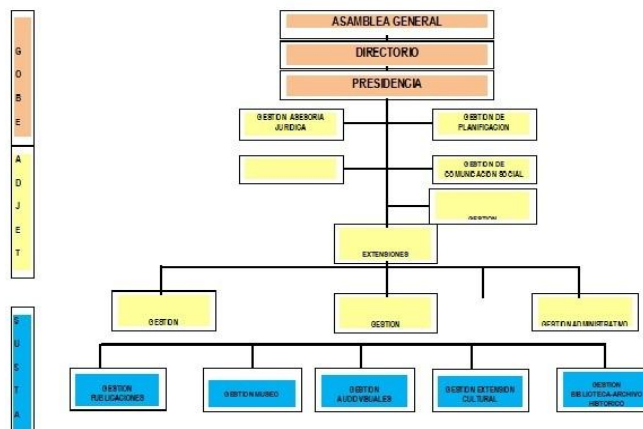 ASAMBLEA GENERAL
DIRECTORIO
PRESIDENCIA
G
O
B
E
GESTION ASESORIA
JURIDICA
GESTION DE
PLANIFICACION
A
D
J
E
T
GESTION DE
COMUNICACION SOCIAL
GESTION
EXTENSIONES
GESTION
GESTION
GESTION ADMINISTRATIVO
S
U
S
T
A
GESTION
PUBLICACIONES
GESTION MUSEO
GESTION
AUDIOVISUALES
GESTION EXTENSION
CULTURAL
GESTION
BIBLIOTECA-ARCHIVO
HISTORICO